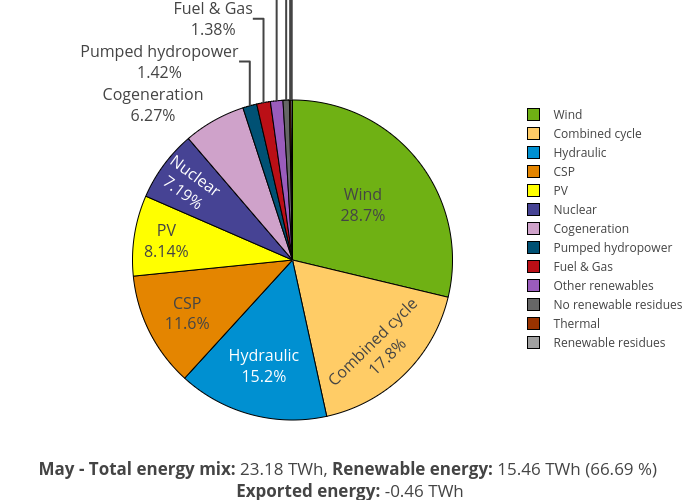 Fuel & Gas
1.38%
Pumped hydropower
1.42%
Cogeneration
6.27%
Nuclear
7.19%
PV
8.14%
CSP
11.6%
Hydraulic
15.2%
Combined cycle
17.8%
Wind
28.7%
Wind
Combined cycle
Hydraulic
CSP
PV
Nuclear
Cogeneration
Pumped hydropower
Fuel & Gas
Other renewables
No renewable residues
Thermal
Renewable residues
May - Total energy mix: 23.18 TWh, Renewable energy: 15.46 TWh (66.69 %)
Exported energy: -0.46 TWh